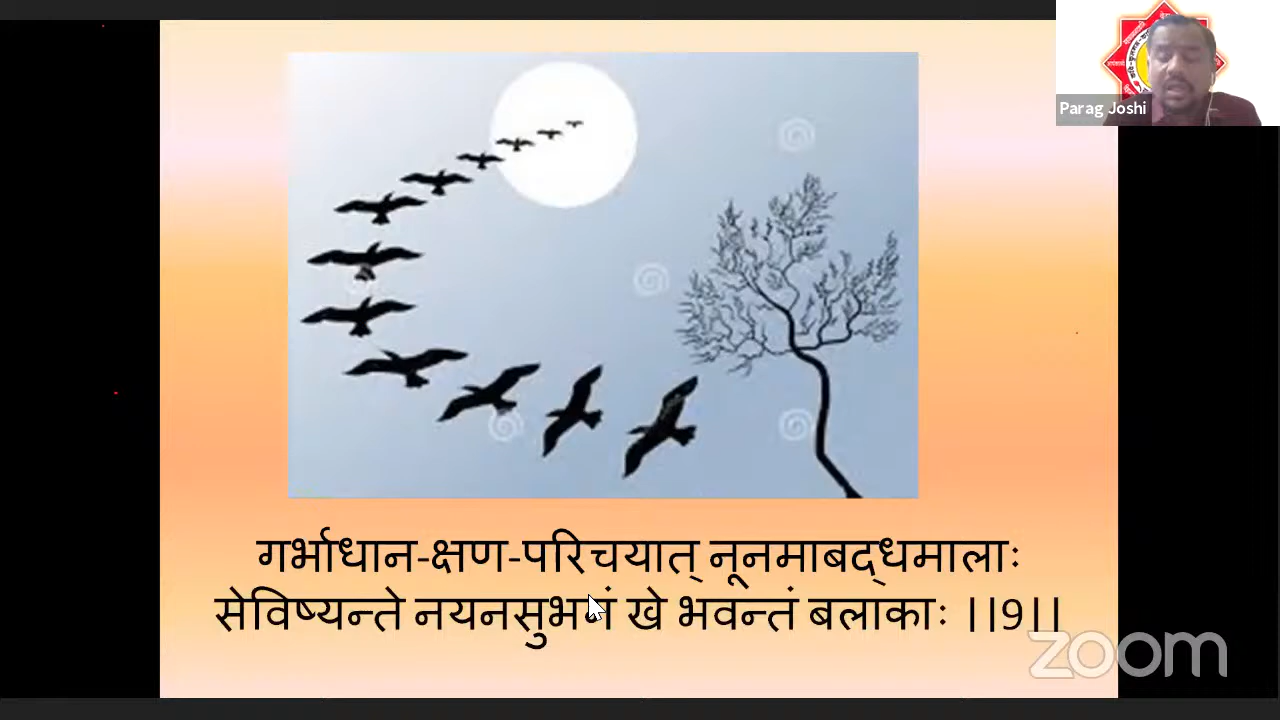 Parag Joshi
गर्भाधान-क्षण-परिचयात् नूनमाबद्धमालाः
सेविष्यन्ते नयनसुभगं खे भवन्तं बलाकाः ।।9।।
zoom